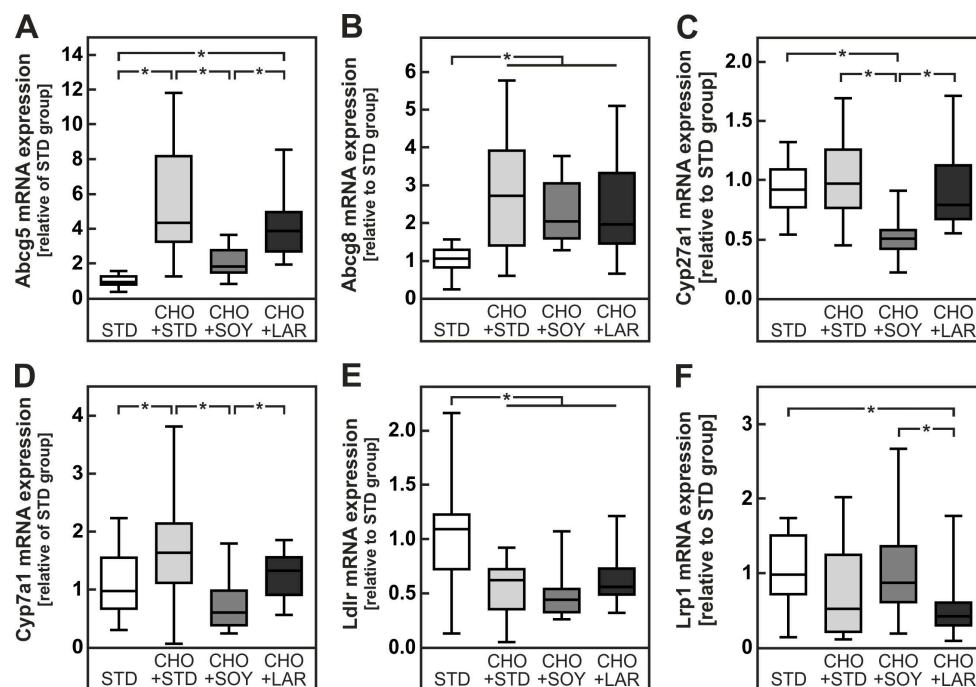 A
Abcg5 mRNA expression
[relative of STD group]
14
12
10
8
6
4
2
0
*
* * *
STD
CHO +STD
CHO +SOY
CHO +LAR
B
Abcg8 mRNA expression
[relative to STD group]
6
5
4
3
2
1
0
*
STD
CHO +STD
CHO +SOY
CHO +LAR
C
Cyp27a1 mRNA expression
[relative to STD group]
2.0
1.5
1.0
0.5
0.0
*
* *
STD
CHO +STD
CHO +SOY
CHO +LAR
D
Cyp7a1 mRNA expression
[relative of STD group]
4
3
2
1
0
* * *
STD
CHO +STD
CHO +SOY
CHO +LAR
E
Ldlr mRNA expression
[relative to STD group]
2.0
1.5
1.0
0.5
0.0
*
STD
CHO +STD
CHO +SOY
CHO +LAR
F
Lrp1 mRNA expression
[relative to STD group]
3
2
1
0
*
*
STD
CHO +STD
CHO +SOY
CHO +LAR